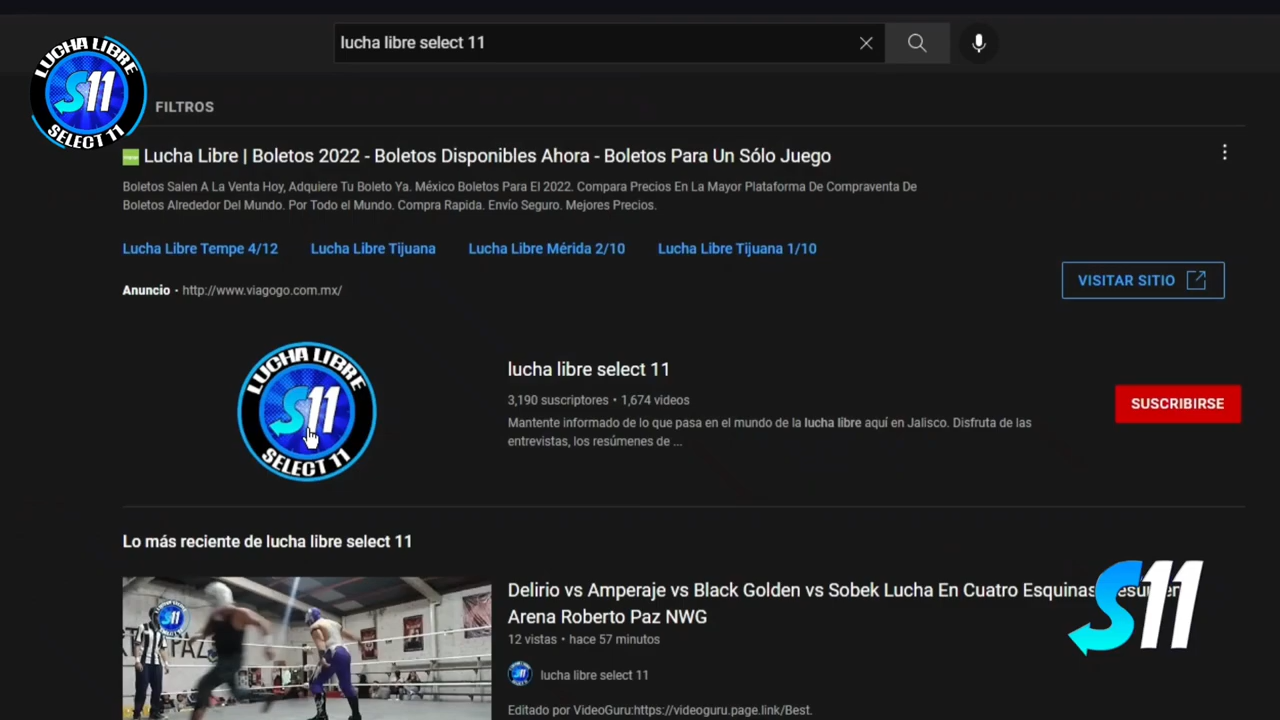 lucha libre select 11
LUCHA LIBRE
S11
SELECT 11
FILTROS
Lucha Libre | Boletos 2022 - Boletos Disponibles Ahora - Boletos Para Un Sólo Juego
Boletos Salen A La Venta Hoy, Adquiere Tu Boleto Ya. México Boletos Para El 2022. Compara Precios En La Mayor Plataforma De Compraventa De
Boletos Alrededor Del Mundo. Por Todo el Mundo. Compra Rapida. Envío Seguro. Mejores Precios.
Lucha Libre Tempe 4/12 Lucha Libre Tijuana Lucha Libre Mérida 2/10 Lucha Libre Tijuana 1/10
VISITAR SITIO
Anuncio · http://www.viagogo.com.mx/
LUCHA LIBRE
S11
SELECT 11
lucha libre select 11
3,190 suscriptores • 1,674 videos
SUSCRIBIRSE
Mantente informado de lo que pasa en el mundo de la lucha libre aquí en Jalisco. Disfruta de las
entrevistas, los resúmenes de ...
Lo más reciente de lucha libre select 11
Delirio vs Amperaje vs Black Golden vs Sobek Lucha En Cuatro Esquinas
Arena Roberto Paz NWG
S11
12 vistas • hace 57 minutos
lucha libre select 11
Editado por VideoGuru:https://videoguru.page.link/Best.